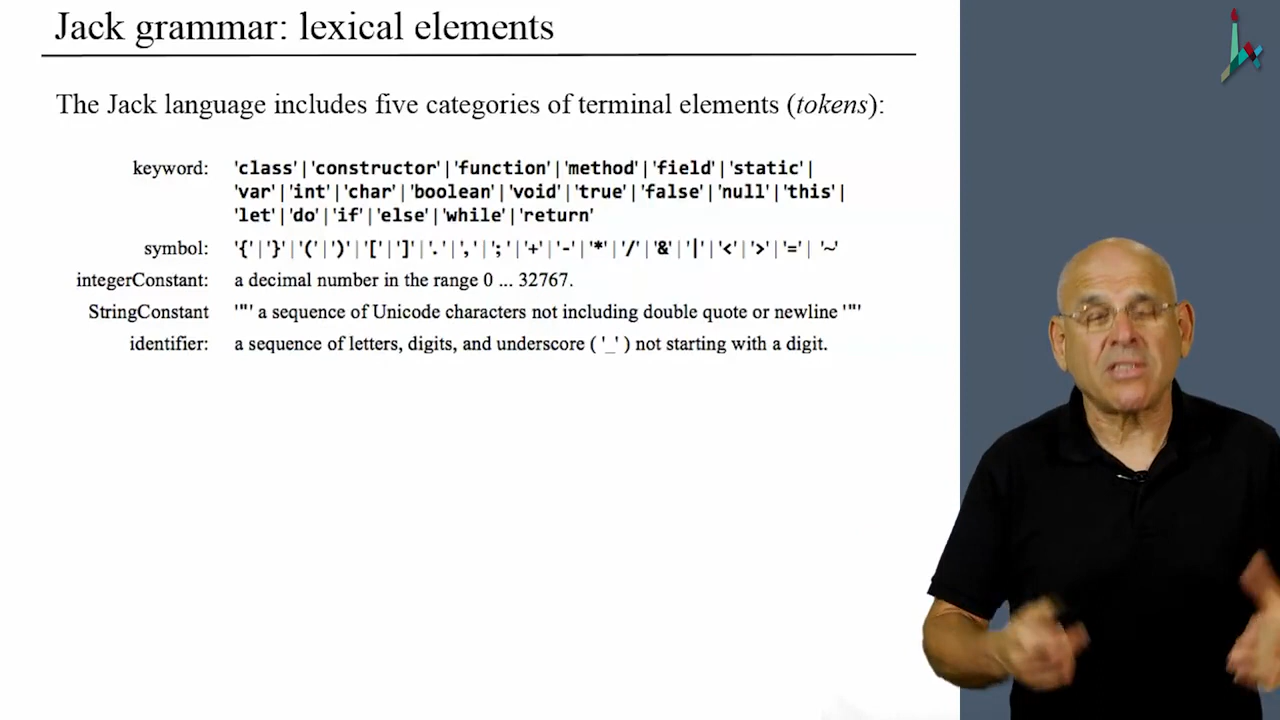 Jack grammar: lexical elements
The Jack language includes five categories of terminal elements (tokens):
keyword: 'class'|'constructor'|'function'|'method'|'field'|'static'|
'var'|'int'|'char'|'boolean'|'void'|'true'|'false'|'null'|'this'|
'let'|'do'|'if'|'else'|'while'|'return'
symbol: '{'|'}'|'('|')'|'['|']'|'.'|','|';'|'+'|'-'|'*'|'/'|'&'|'|'|'<'|'>'|'='|'~'
integerConstant: a decimal number in the range 0 ... 32767.
StringConstant '"' a sequence of Unicode characters not including double quote or newline '"'
identifier: a sequence of letters, digits, and underscore ( '_' ) not starting with a digit.